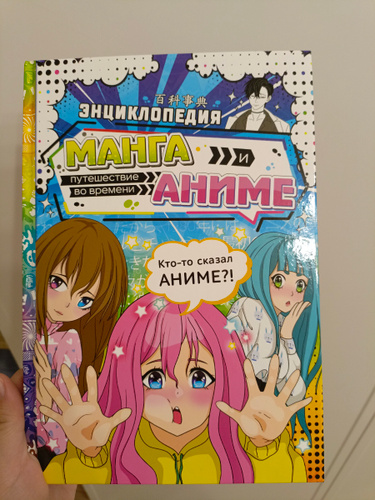 百科事典
ЭНЦИКЛОПЕДИЯ
МАНГА
и
путешествие
во времени
АНИМЕ
Кто-то сказал
АНИМЕ?!